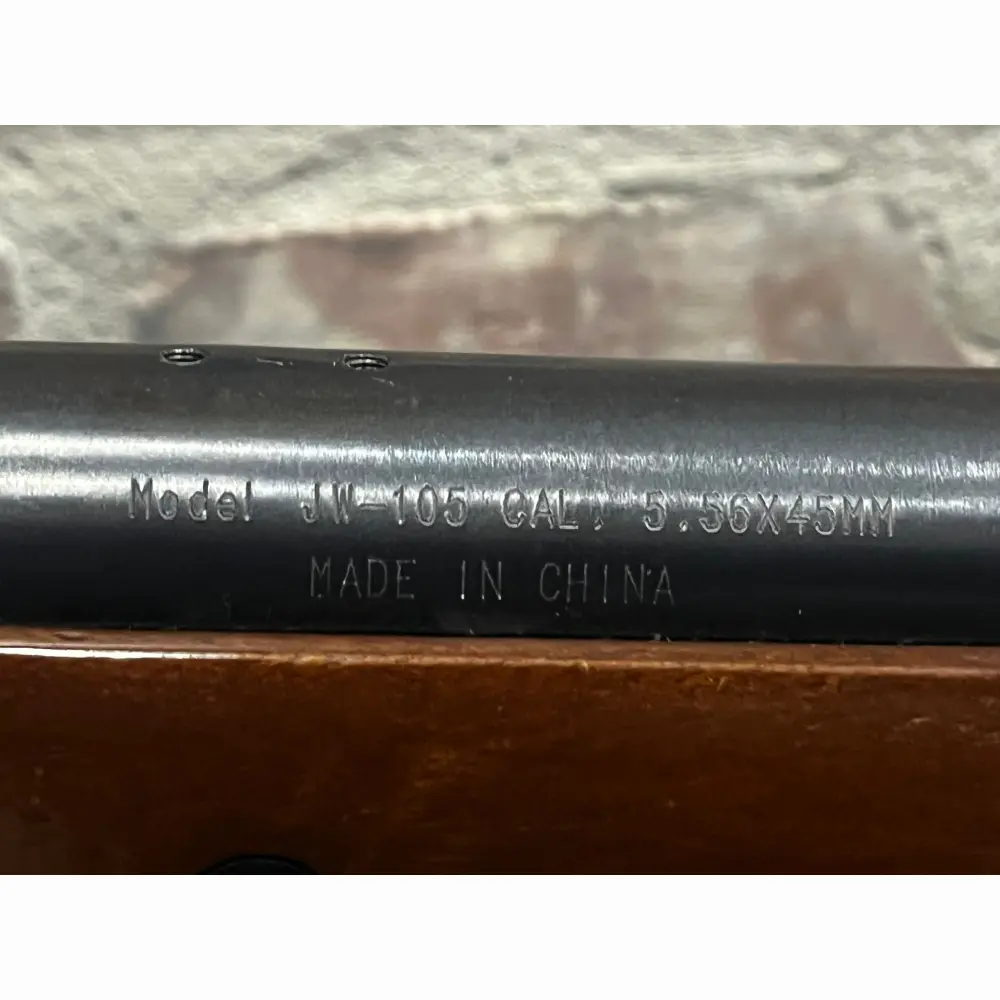 Model JW-105 CAL. 5.56X45MM
MADE IN CHINA